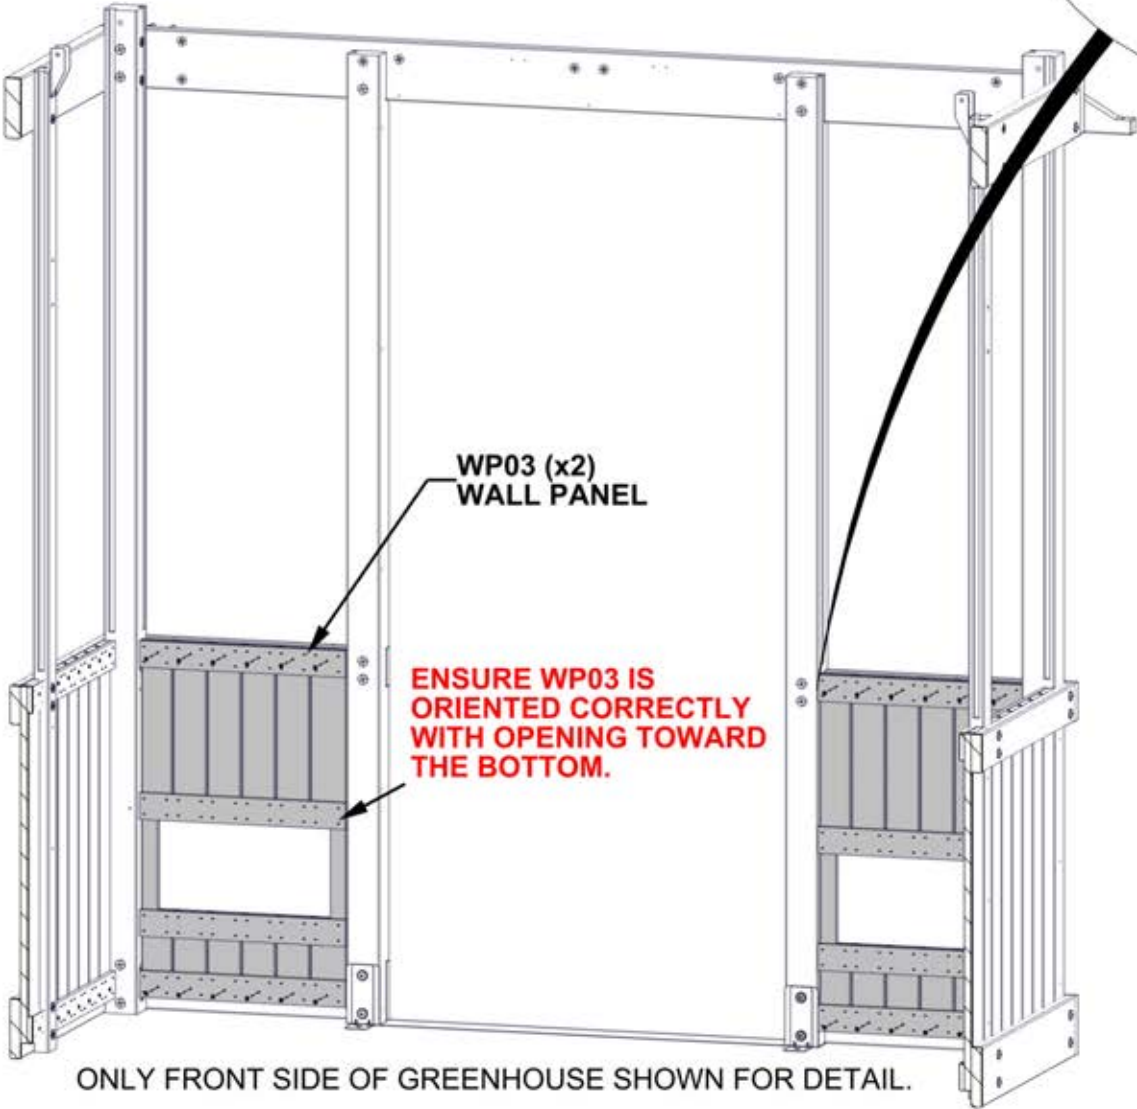 WP03 (x2)
WALL PANEL
ENSURE WP03 IS
ORIENTED CORRECTLY
WITH OPENING TOWARD
THE BOTTOM.
ONLY FRONT SIDE OF GREENHOUSE SHOWN FOR DETAIL.